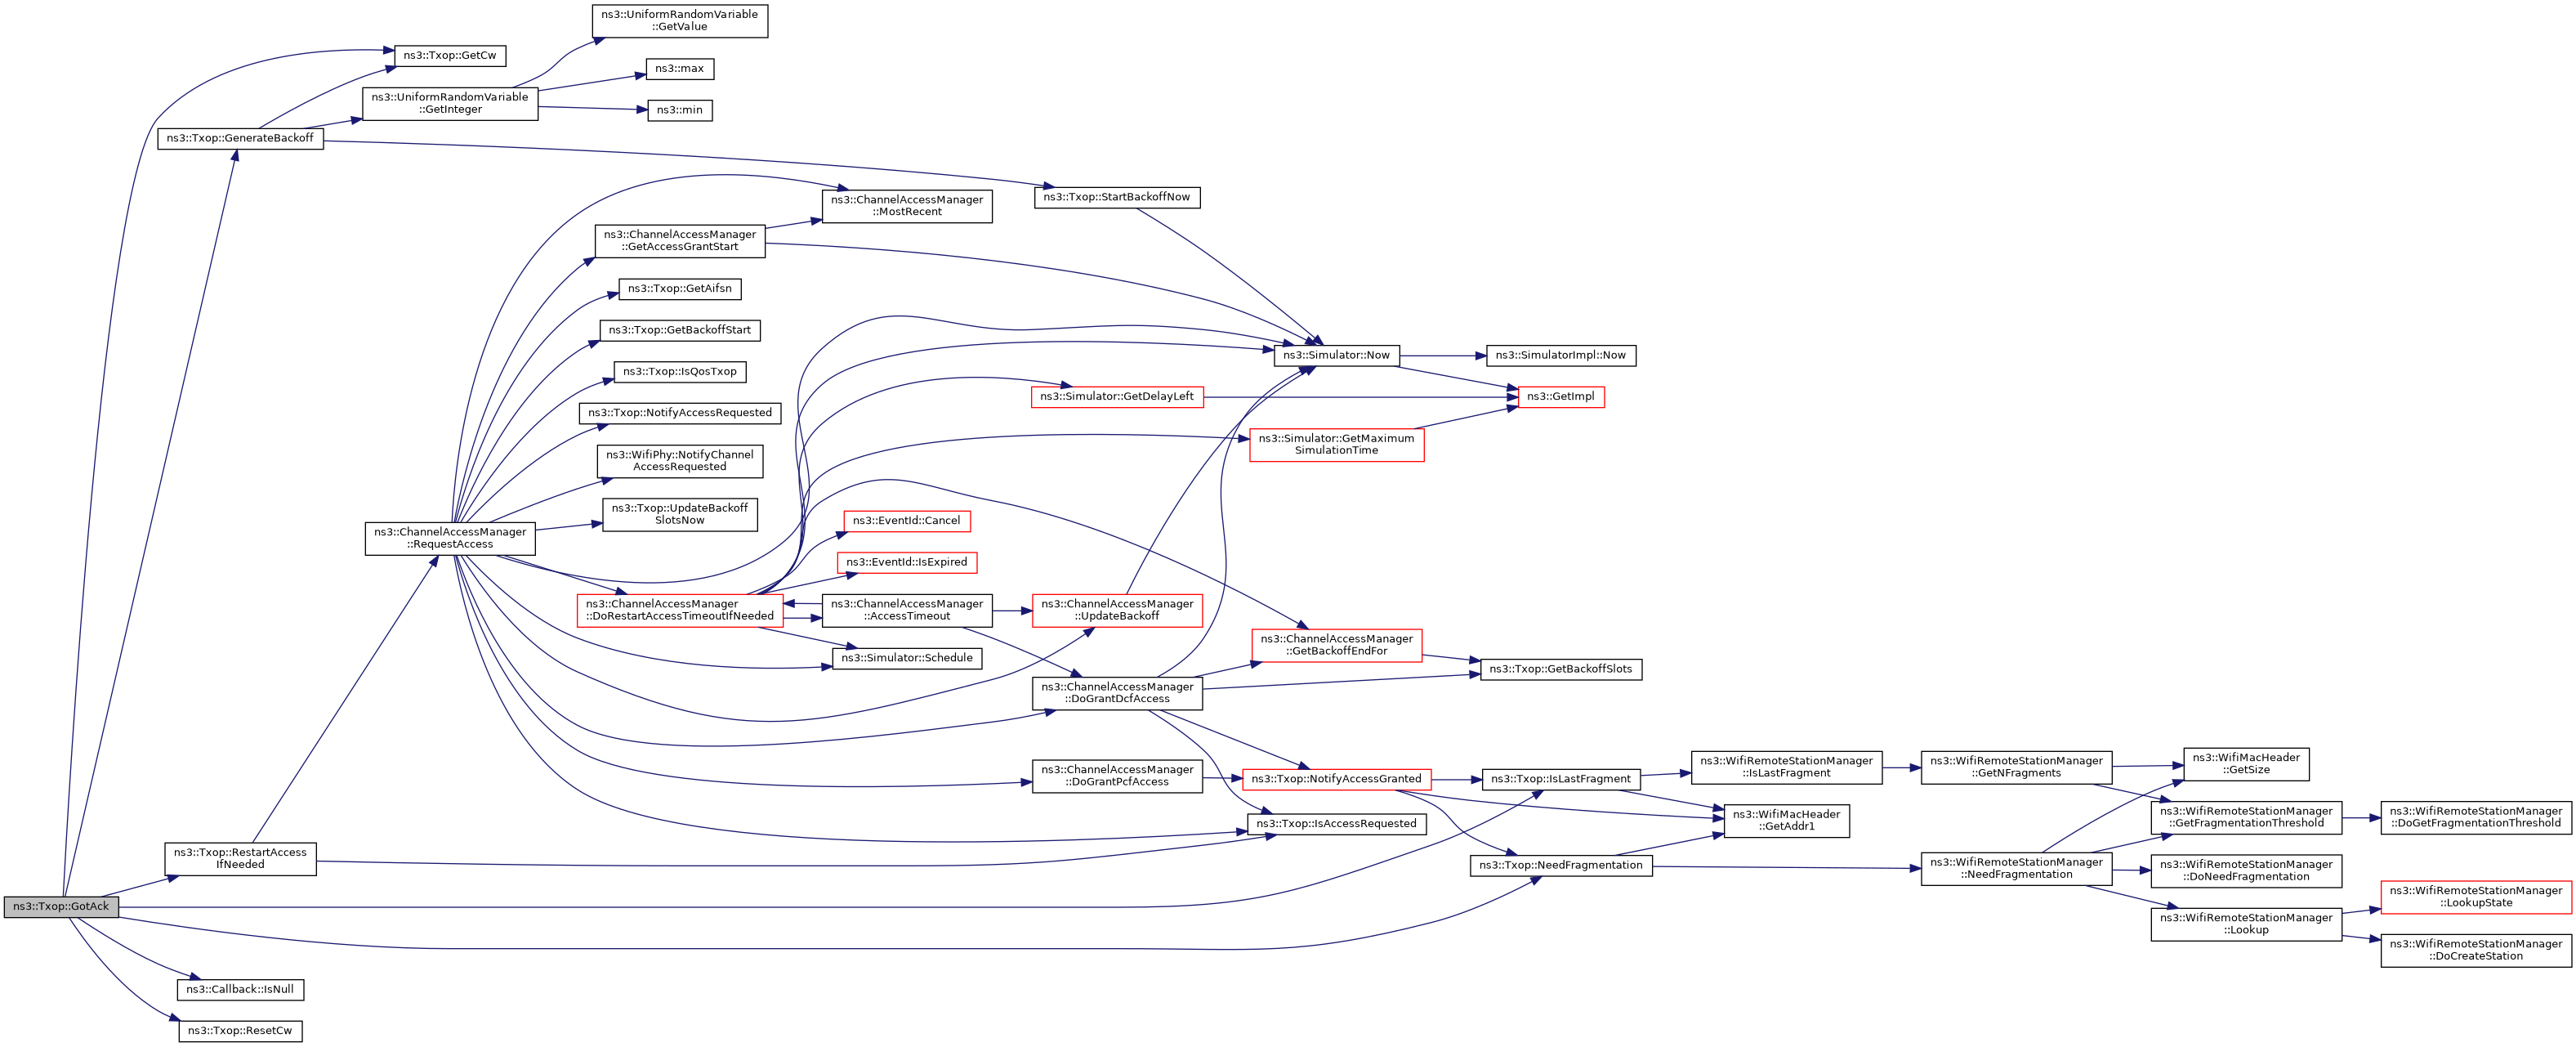 ns3::UniformRandomVariable
::GetValue
ns3::Txop::GetCw
ns3::max
ns3::UniformRandomVariable
::GetInteger
ns3::min
ns3::Txop::GenerateBackoff
ns3::ChannelAccessManager
::MostRecent
ns3::Txop::StartBackoffNow
ns3::ChannelAccessManager
::GetAccessGrantStart
ns3::Txop::GetAifsn
ns3::Txop::GetBackoffStart
ns3::Simulator::Now
ns3::SimulatorImpl::Now
ns3::Txop::IsQosTxop
ns3::Simulator::GetDelayLeft
ns3::GetImpl
ns3::Txop::NotifyAccessRequested
ns3::Simulator::GetMaximum
SimulationTime
ns3::WifiPhy::NotifyChannel
AccessRequested
ns3::Txop::UpdateBackoff
SlotsNow
ns3::EventId::Cancel
ns3::ChannelAccessManager
::RequestAccess
ns3::EventId::IsExpired
ns3::ChannelAccessManager
::DoRestartAccessTimeoutIfNeeded
ns3::ChannelAccessManager
::AccessTimeout
ns3::ChannelAccessManager
::UpdateBackoff
ns3::ChannelAccessManager
::GetBackoffEndFor
ns3::Simulator::Schedule
ns3::Txop::GetBackoffSlots
ns3::ChannelAccessManager
::DoGrantDcfAccess
ns3::ChannelAccessManager
::DoGrantPcfAccess
ns3::Txop::NotifyAccessGranted
ns3::Txop::IsLastFragment
ns3::WifiRemoteStationManager
::IsLastFragment
ns3::WifiRemoteStationManager
::GetNFragments
ns3::WifiMacHeader
::GetSize
ns3::Txop::IsAccessRequested
ns3::WifiMacHeader
::GetAddr1
ns3::WifiRemoteStationManager
::GetFragmentationThreshold
ns3::WifiRemoteStationManager
::DoGetFragmentationThreshold
ns3::Txop::RestartAccess
IfNeeded
ns3::Txop::NeedFragmentation
ns3::WifiRemoteStationManager
::NeedFragmentation
ns3::WifiRemoteStationManager
::DoNeedFragmentation
ns3::WifiRemoteStationManager
::LookupState
ns3::Txop::GotAck
ns3::WifiRemoteStationManager
::Lookup
ns3::WifiRemoteStationManager
::DoCreateStation
ns3::Callback::IsNull
ns3::Txop::ResetCw